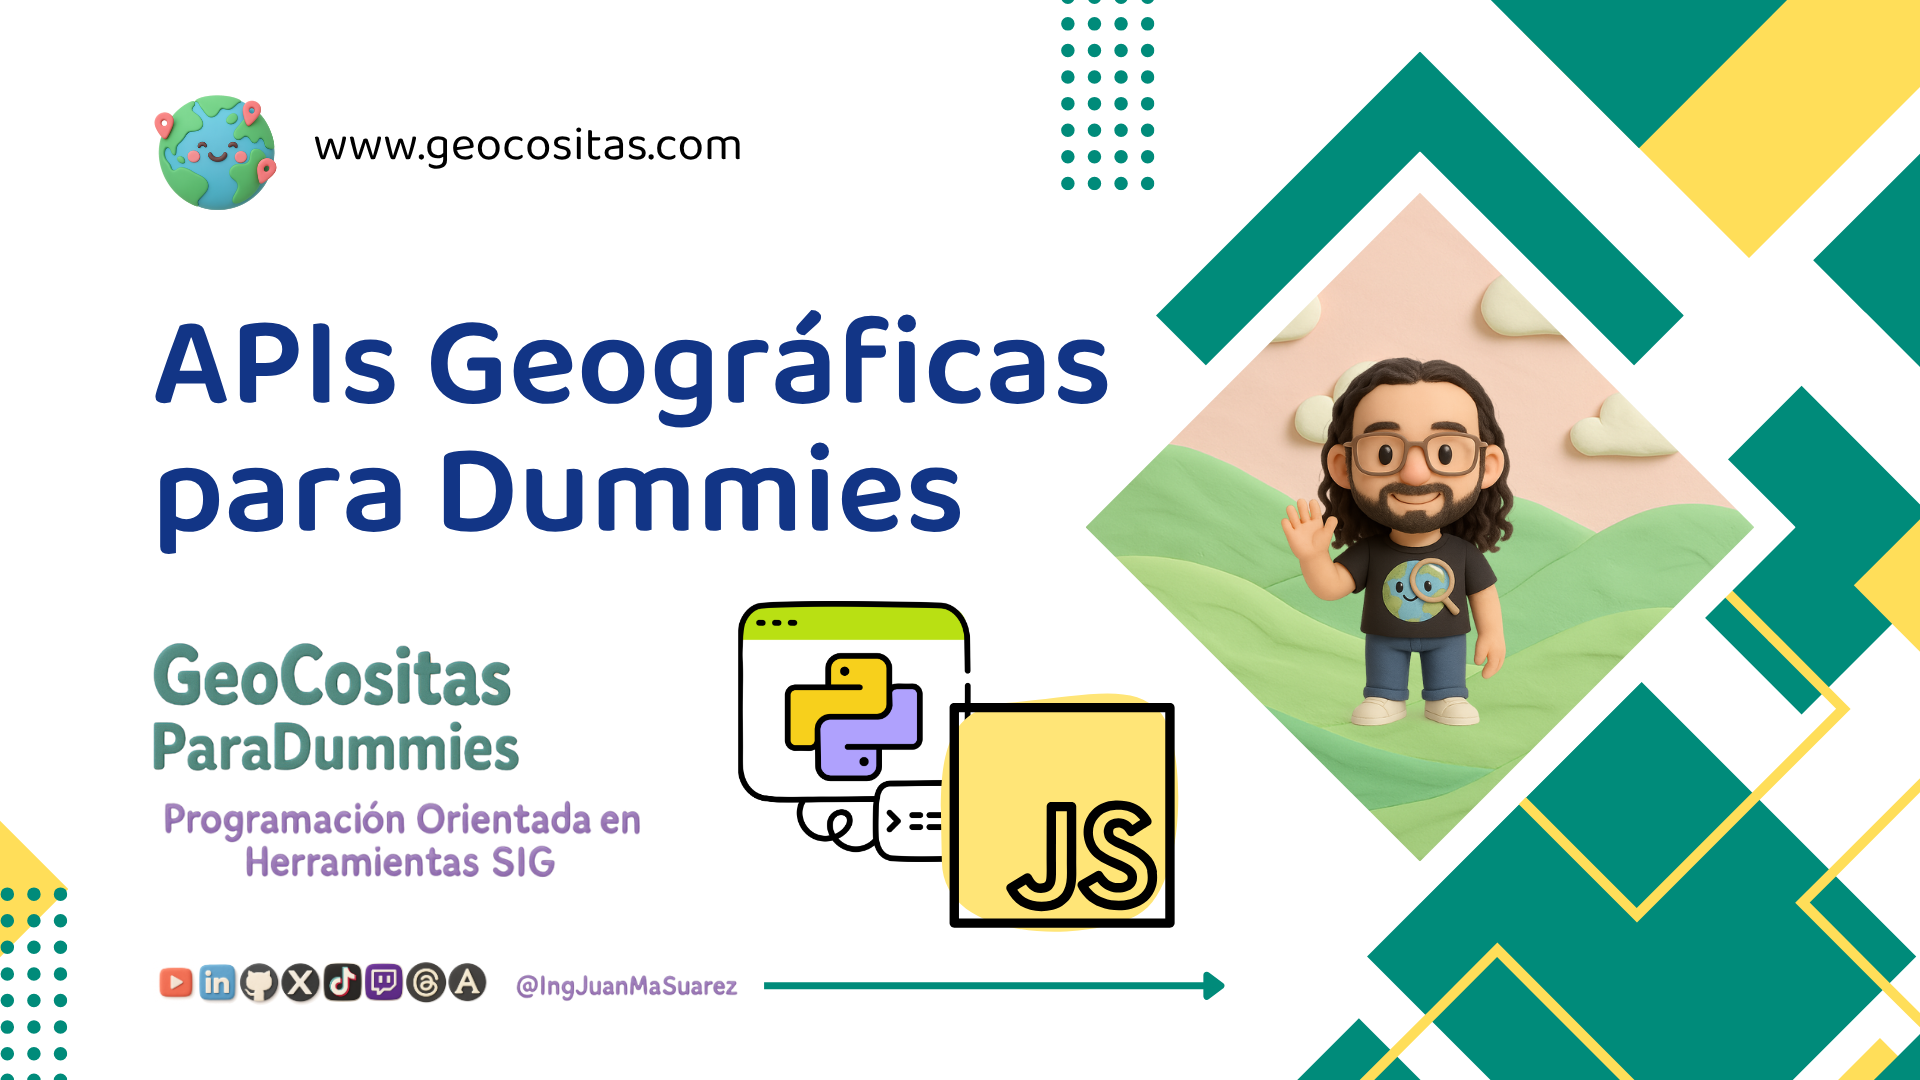 www.geocositas.com
APIs Geográficas
para Dummies
GeoCositas
ParaDummies
Programación Orientada en
Herramientas SIG
JS
@IngJuanMaSuarez